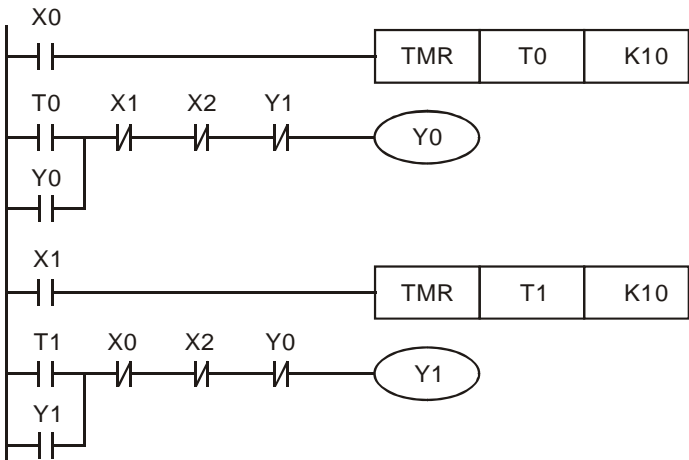 X0
TMR T0 K10
T0 X1 X2 Y1
Y0
Y0
X1
TMR T1 K10
T1 X0 X2 Y0
Y1
Y1